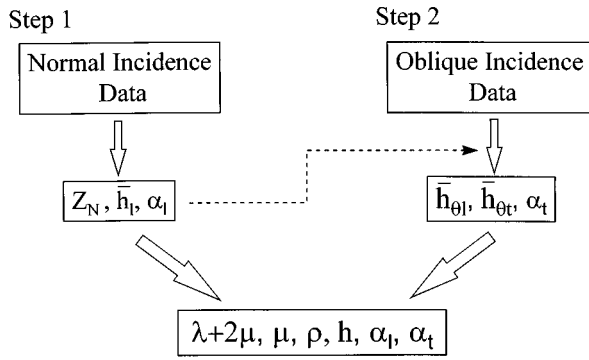 Step 1
Normal Incidence
Data
Z_N, h̄_l, α_l
Step 2
Oblique Incidence
Data
h̄_θl, h̄_θt, α_t
λ+2μ, μ, ρ, h, α_l, α_t